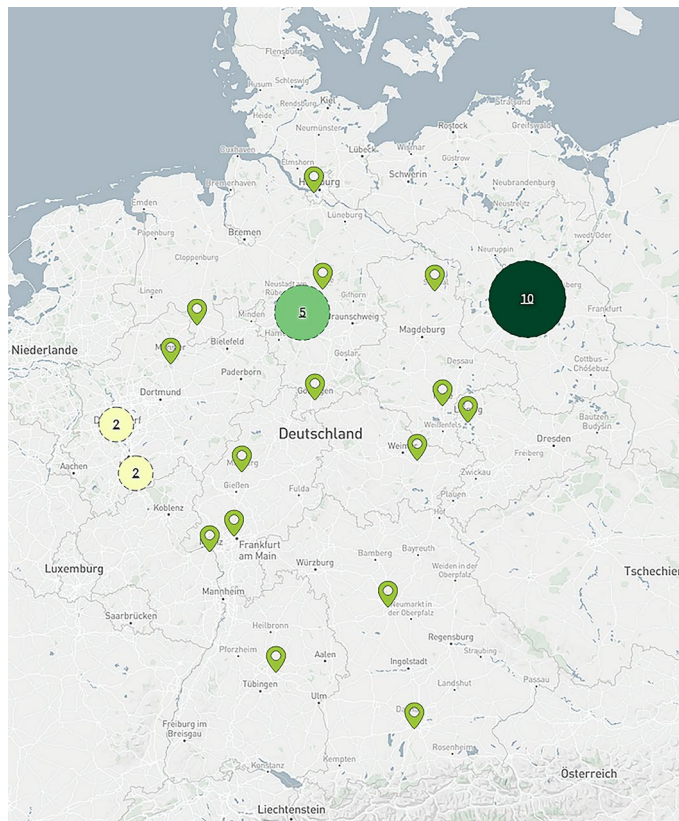 Flensburg
Husum
Schleswig
Rendsburg
Kiel
Heide
Neumünster
Stralsund
Rostock
Greifswald
Cuxhaven
Elmshorn
Lübeck
Wismar
Güstrow
Schwerin
Bremerhaven
Neubrandenburg
Emden
Neustrelitz
Lüneburg
Papenburg
Bremen
Cloppenburg
Neuruppin
Lingen
Gifhorn
Frankfurt
10
5
Minden
Magdeburg
Niederlande
Bielefeld
Goslar
Dessau
Cottbus -
Chóśebuz
Paderborn
Dortmund
2
Weißenfels
Bautzen -
Budyšin
Deutschland
Dresden
Freiberg
Aachen
2
Zwickau
Gießen
Fulda
Plauen
Koblenz
Hof
Frankfurt
am Main
Bamberg
Bayreuth
Würzburg
Weiden in der
Oberpfalz
Luxemburg
Mannheim
Neumarkt in
der Oberpfalz
Saarbrücken
Heilbronn
Regensburg
Pforzheim
Aalen
Straubing
Ingolstadt
Tübingen
Landshut
Passau
Ulm
Freiburg im
Breisgau
Rosenheim
Kempten
Konstanz
Österreich
Liechtenstein